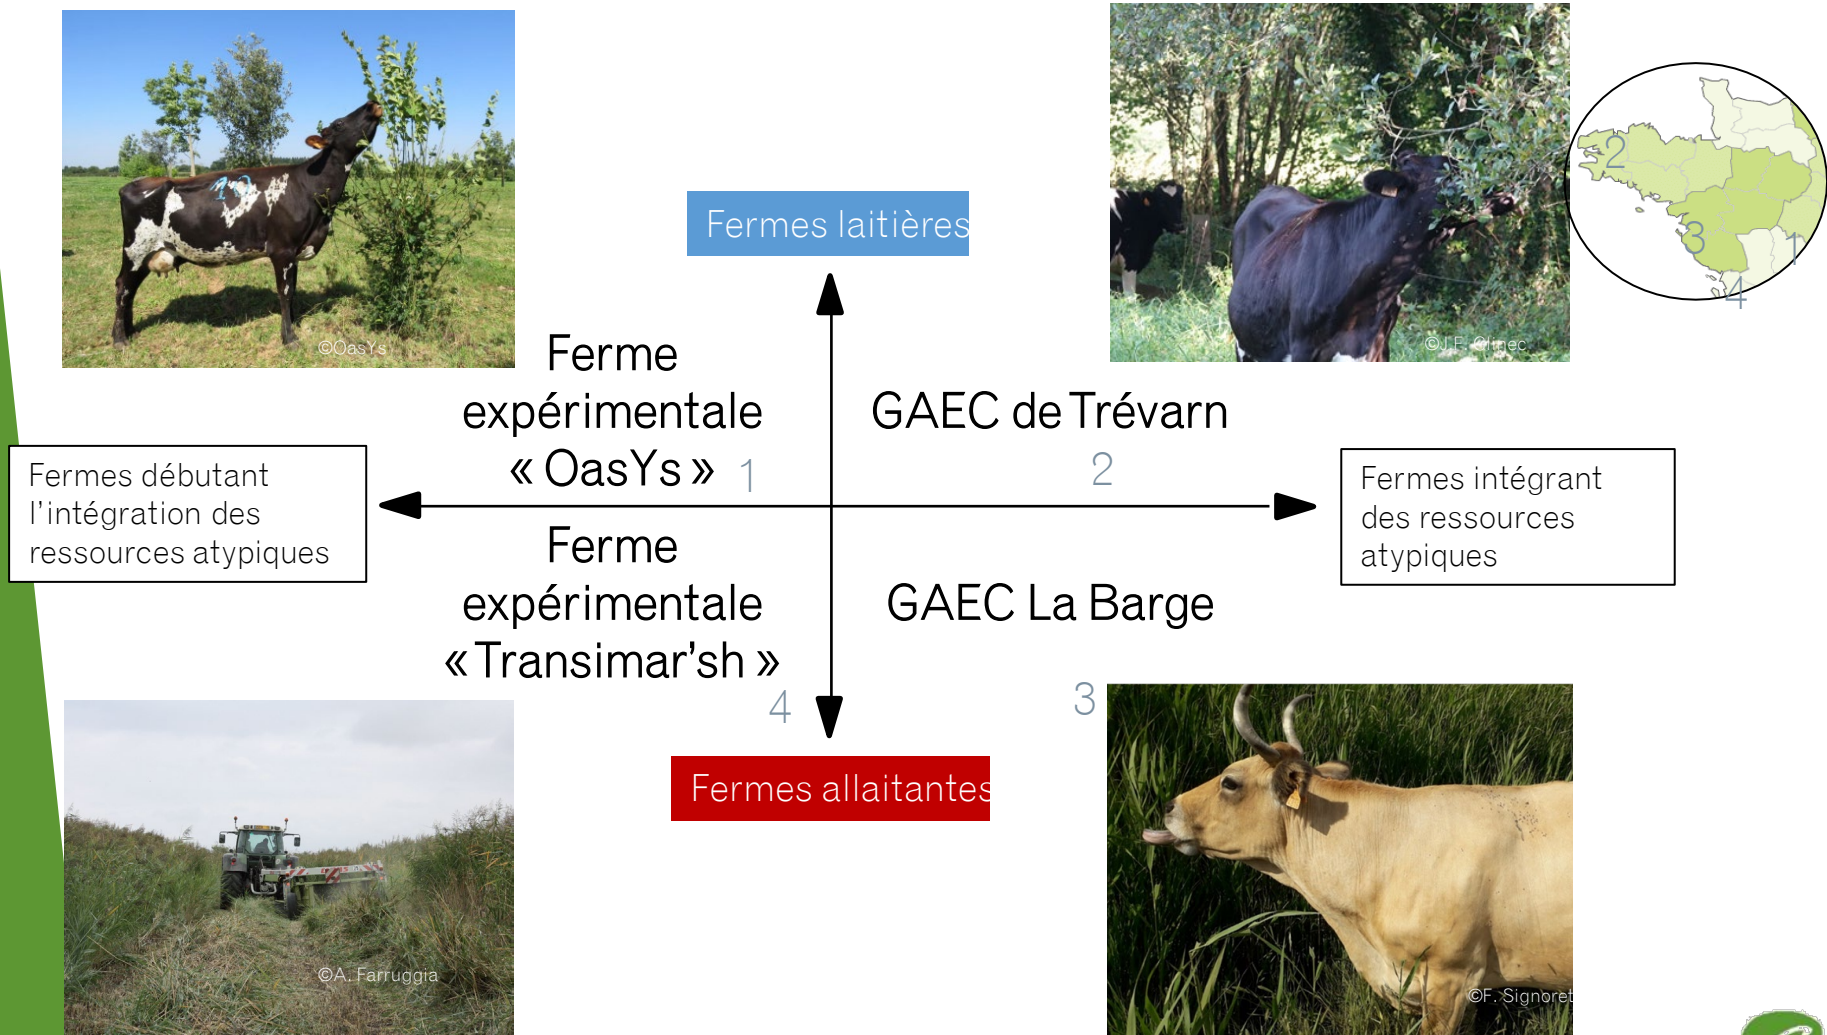 10
©OasYs
©J.F. Glinec
2
3
1
4
Fermes laitières
Ferme
expérimentale
« OasYs » 1
GAEC de Trévarn
2
Fermes débutant
l’intégration des
ressources atypiques
Fermes intégrant
des ressources
atypiques
Ferme
expérimentale
« Transimar’sh »
4
GAEC La Barge
3
Fermes allaitantes
©A. Farruggia
©F. Signoret